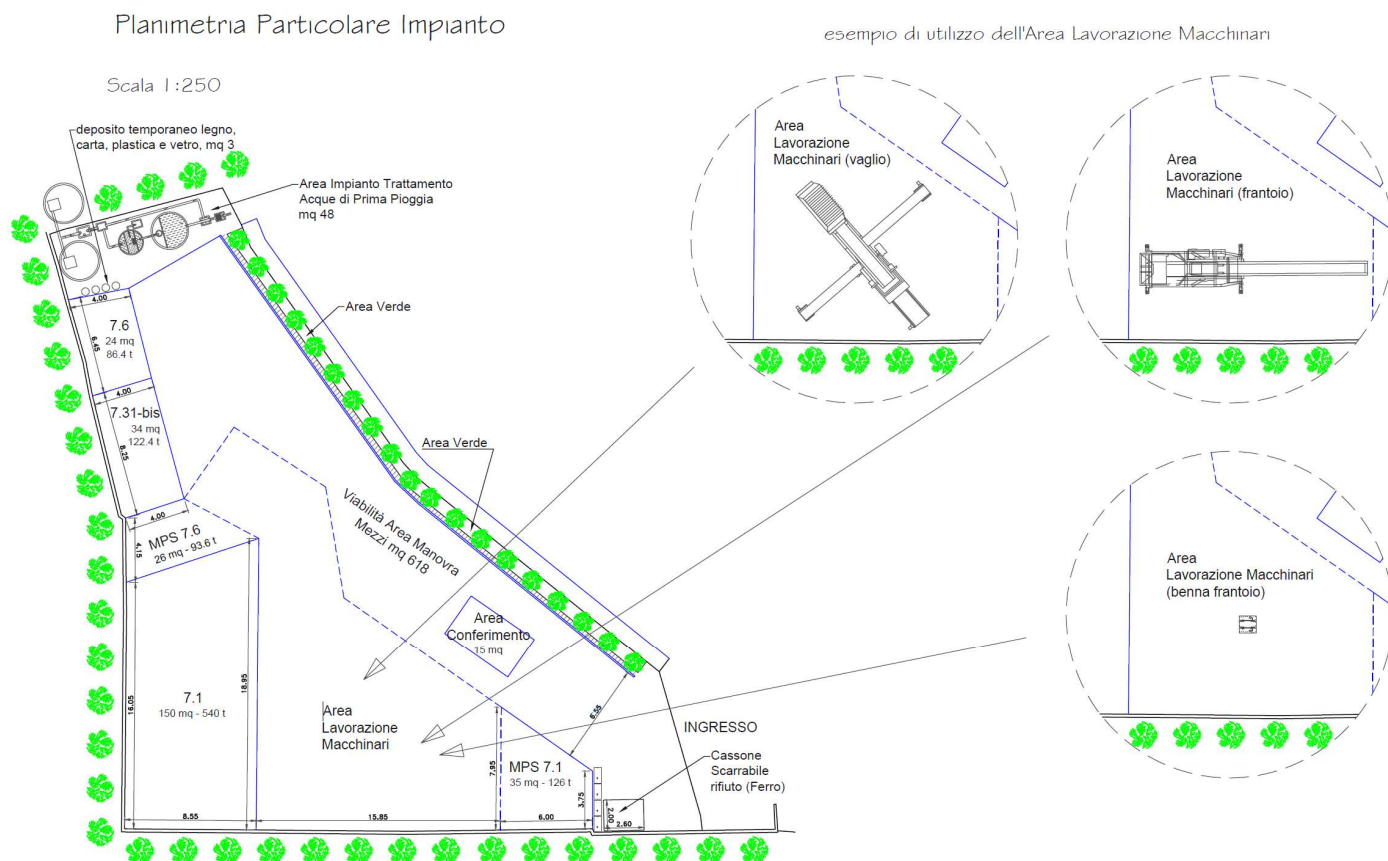 Planimetria Particolare Impianto
Scala 1:250
deposito temporaneo legno,
carta, plastica e vetro, mq 3
Area Impianto Trattamento
Acque di Prima Pioggia
mq 48
4.00
7.6
24 mq
86.4 t
6.45
Area Verde
4.00
7.31-bis
34 mq
122.4 t
8.25
Area Verde
4.00
MPS 7.6
26 mq - 93.6 t
4.15
Viabilità Area Manovra
Mezzi mq 618
Area
Conferimento
15 mq
7.1
150 mq - 540 t
16.05
18.95
Area
Lavorazione
Macchinari
6.55
INGRESSO
Cassone
Scarrabile
rifiuto (Ferro)
MPS 7.1
35 mq - 126 t
7.95
3.75
2.00
2.60
8.55
15.85
6.00
esempio di utilizzo dell'Area Lavorazione Macchinari
Area
Lavorazione
Macchinari (vaglio)
Area
Lavorazione
Macchinari (frantoio)
Area
Lavorazione Macchinari
(benna frantoio)